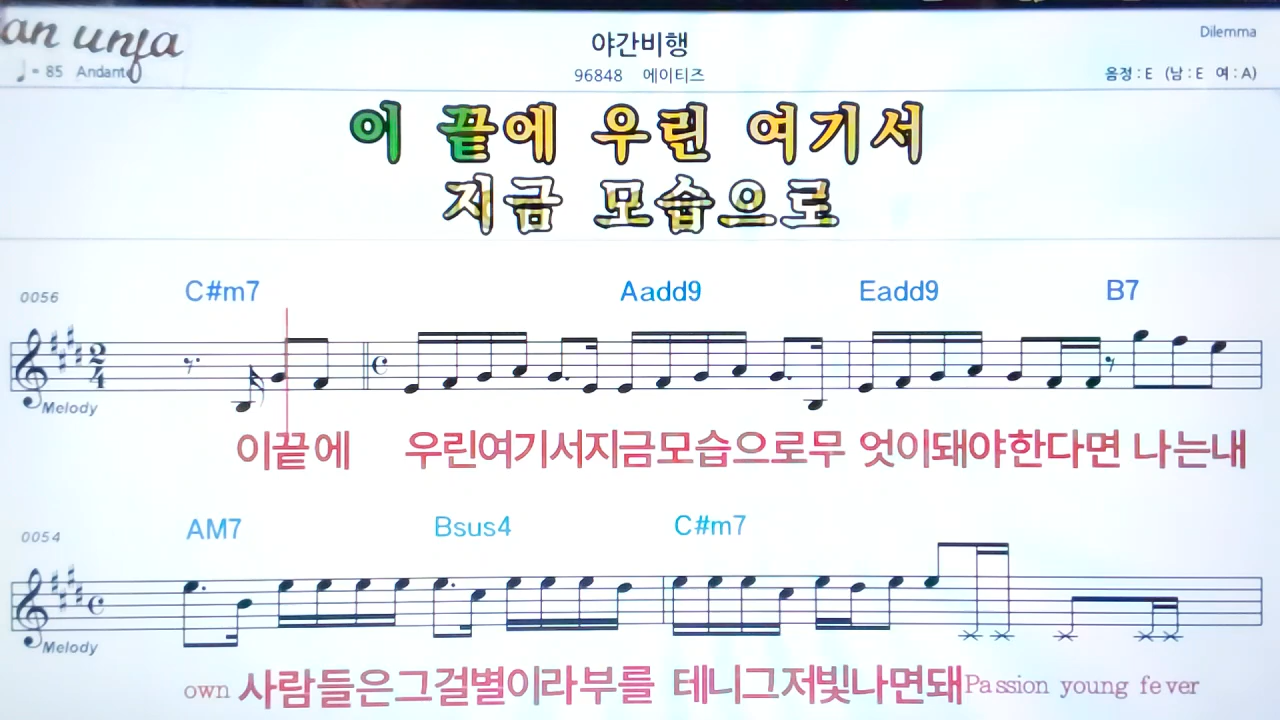 an unja
Dilemma
야간비행
♩= 85 Andante
96848 에이티즈
음정 : E (남 : E 여 : A)
이 끝에 우린 여기서
지금 모습으로
0056
C#m7 Aadd9 Eadd9 B7
2
4
Melody
이끝에 우린여기서지금모습으로무 엇이돼야한다면 나는내
0054
AM7 Bsus4 C#m7
Melody
own 사람들은그걸별이라부를 테니그저빛나면돼Passion young fever